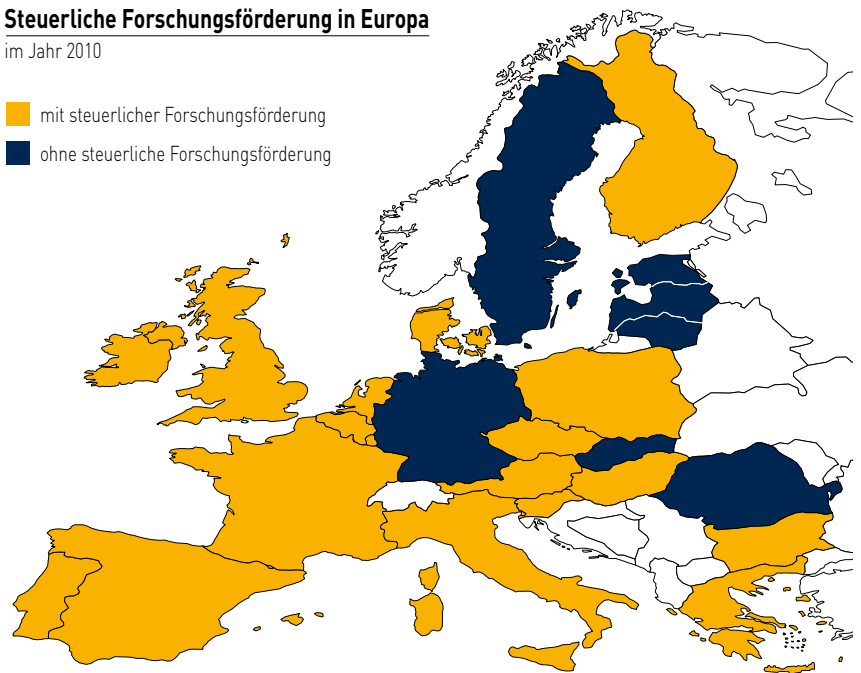 Steuerliche Forschungsförderung in Europa
im Jahr 2010
mit steuerlicher Forschungsförderung
ohne steuerliche Forschungsförderung